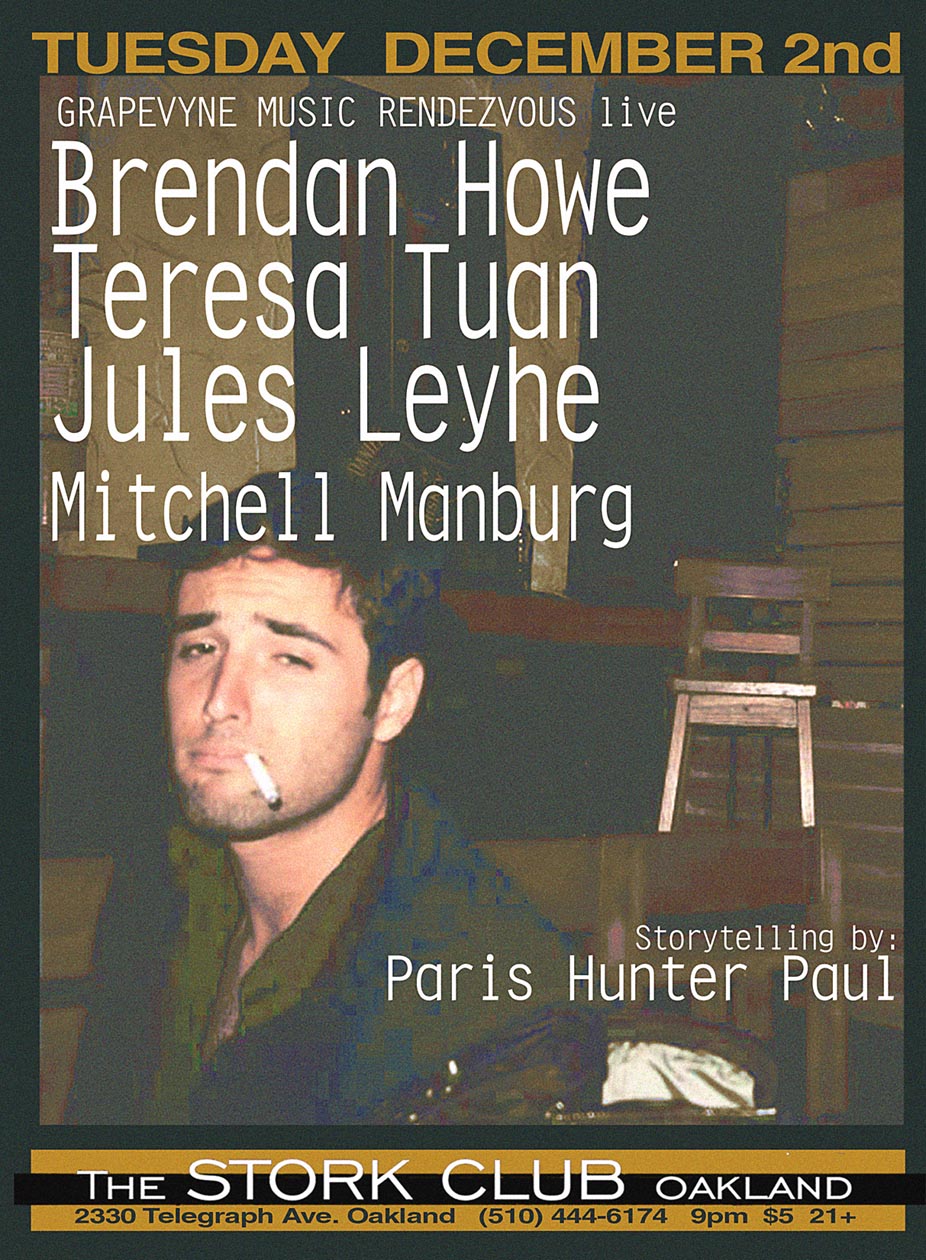 TUESDAY DECEMBER 2nd
GRAPEVYNE MUSIC RENDEZVOUS live
Brendan Howe
Teresa Tuan
Jules Leyhe
Mitchell Manburg
Storytelling by:
Paris Hunter Paul
THE STORK CLUB OAKLAND
2330 Telegraph Ave. Oakland (510) 444-6174 9pm $5 21+